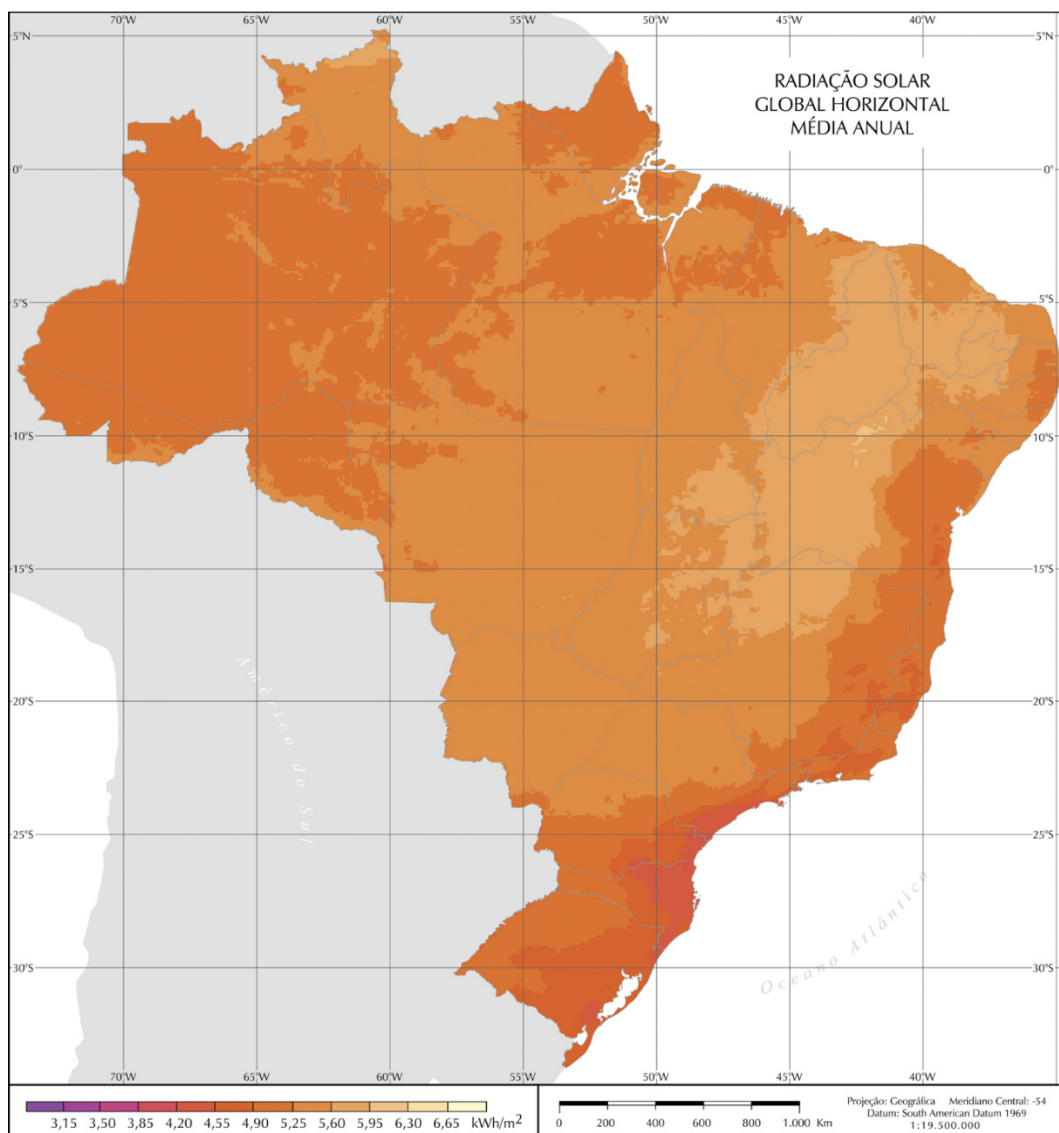 70°W 65°W 60°W 55°W 50°W 45°W 40°W
5°N
RADIAÇÃO SOLAR
GLOBAL HORIZONTAL
MÉDIA ANUAL
0° 0°
5°S 5°S
10°S 10°S
15°S 15°S
América do Sul
20°S 20°S
25°S 25°S
Oceano Atlântico
30°S 30°S
70°W 65°W 60°W 55°W 50°W 45°W 40°W
3,15 3,50 3,85 4,20 4,55 4,90 5,25 5,60 5,95 6,30 6,65 kWh/m²
0 200 400 600 800 1.000 Km
Projeção: Geográfica Meridiano Central: -54
Datum: South American Datum 1969
1:19.500.000